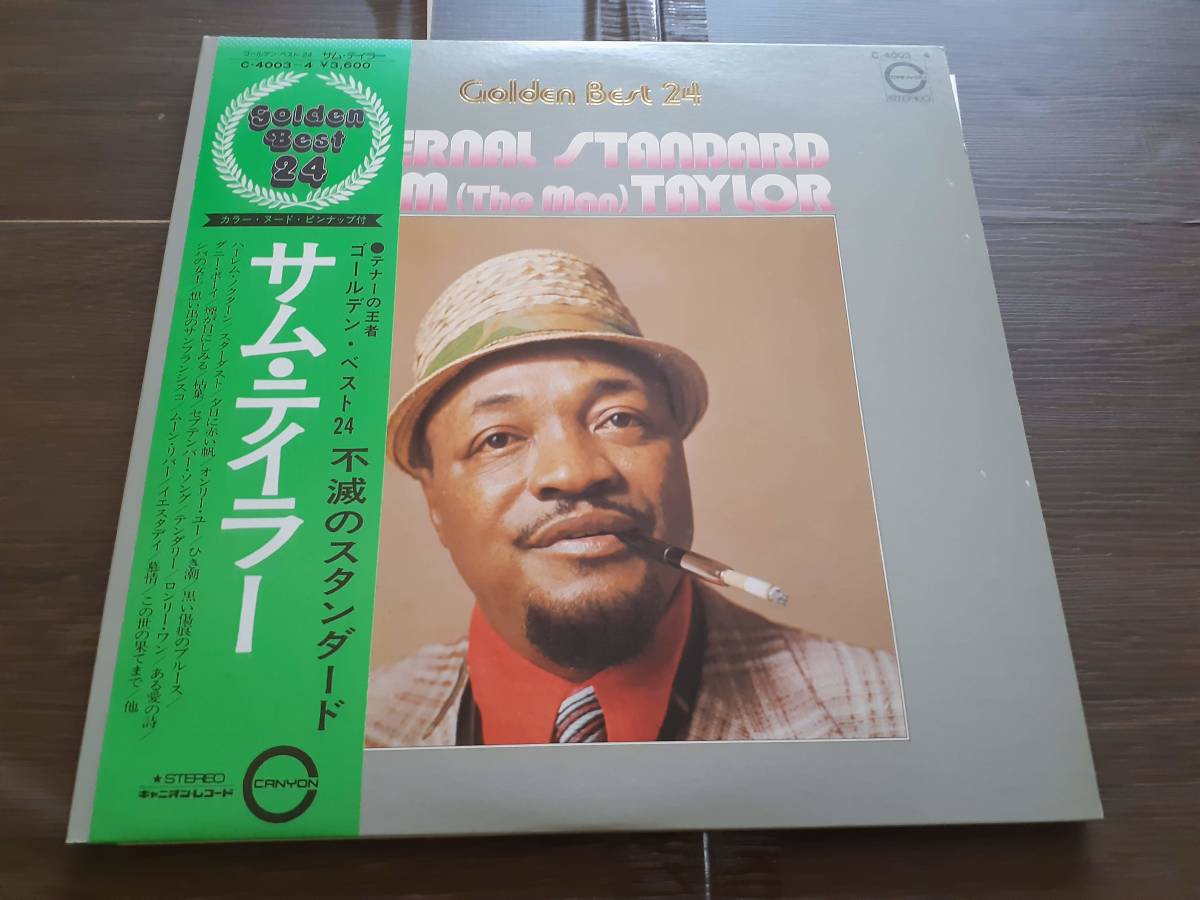 ゴールデン・ベスト24 サム・テイラー
C-4003~4 ¥3,600
Golden
Best
24
カラー・ヌード・ピンナップ付
●テナーの王者
ゴールデン・ベスト24 不滅のスタンダード
サム・テイラー
ハーレム・ノクターン/スターダスト/夕日に赤い帆/オンリー・ユー/ひき潮/黒い傷痕のブルース/
ダニー・ボーイ/煙が目にしみる/枯葉/セプテンバー・ソング/テンダリー/ロンリー・ワン/ある愛の詩/
シバの女王/想い出のサンフランシスコ/ムーン・リバー/イエスタデイ/慕情/この世の果てまで/他
★STEREO
キャニオン・レコード
CANYON
C-4003~4
CANYON
STEREO
Golden Best 24
ERNAL STANDARD
M (The Man) TAYLOR